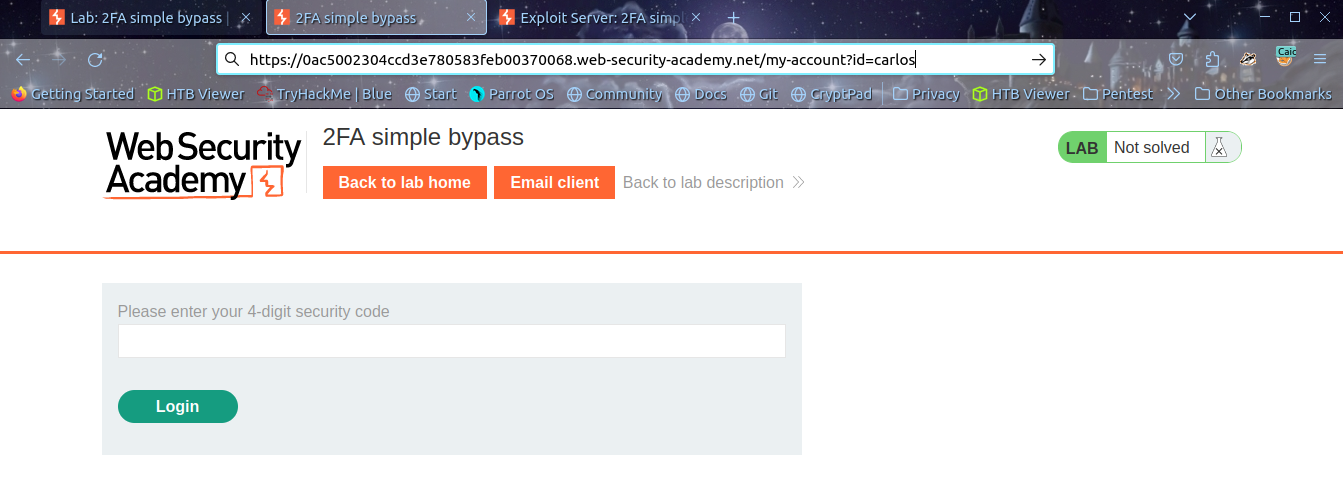 Lab: 2FA simple bypass | 2FA simple bypass Exploit Server: 2FA simpl
Caic
https://0ac5002304ccd3e780583feb00370068.web-security-academy.net/my-account?id=carlos
Getting Started HTB Viewer TryHackMe | Blue Start Parrot OS Community Docs Git CryptPad Privacy HTB Viewer Pentest Other Bookmarks
Web Security
Academy
2FA simple bypass
Back to lab home Email client Back to lab description
LAB Not solved
Please enter your 4-digit security code
Login